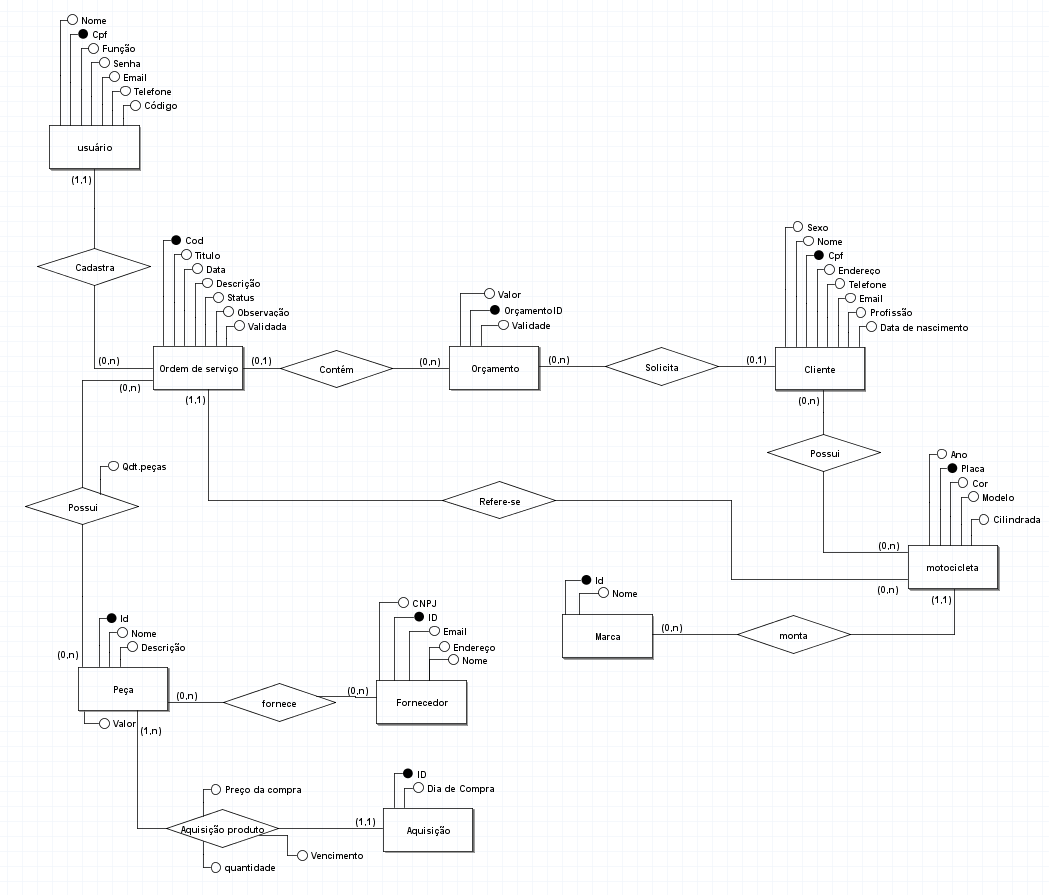 Nome
Cpf
Função
Senha
Email
Telefone
Código
usuário
(1,1)
Cadastra
(0,n)
Cod
Titulo
Data
Descrição
Status
Observação
Validada
Ordem de serviço
(0,1)
(0,n)
(1,1)
Contém
(0,n)
Valor
OrçamentoID
Validade
Orçamento
(0,n)
Solicita
(0,1)
Sexo
Nome
Cpf
Endereço
Telefone
Email
Profissão
Data de nascimento
Cliente
(0,n)
Possui
(0,n)
Ano
Placa
Cor
Modelo
Cilindrada
motocicleta
(0,n)
(1,1)
Refere-se
Qdt.peças
Possui
(0,n)
Id
Nome
Marca
(0,n)
monta
Id
Nome
Descrição
Peça
Valor
(0,n)
(1,n)
fornece
(0,n)
CNPJ
ID
Email
Endereço
Nome
Fornecedor
Preço da compra
Aquisição produto
Vencimento
quantidade
(1,1)
ID
Dia de Compra
Aquisição